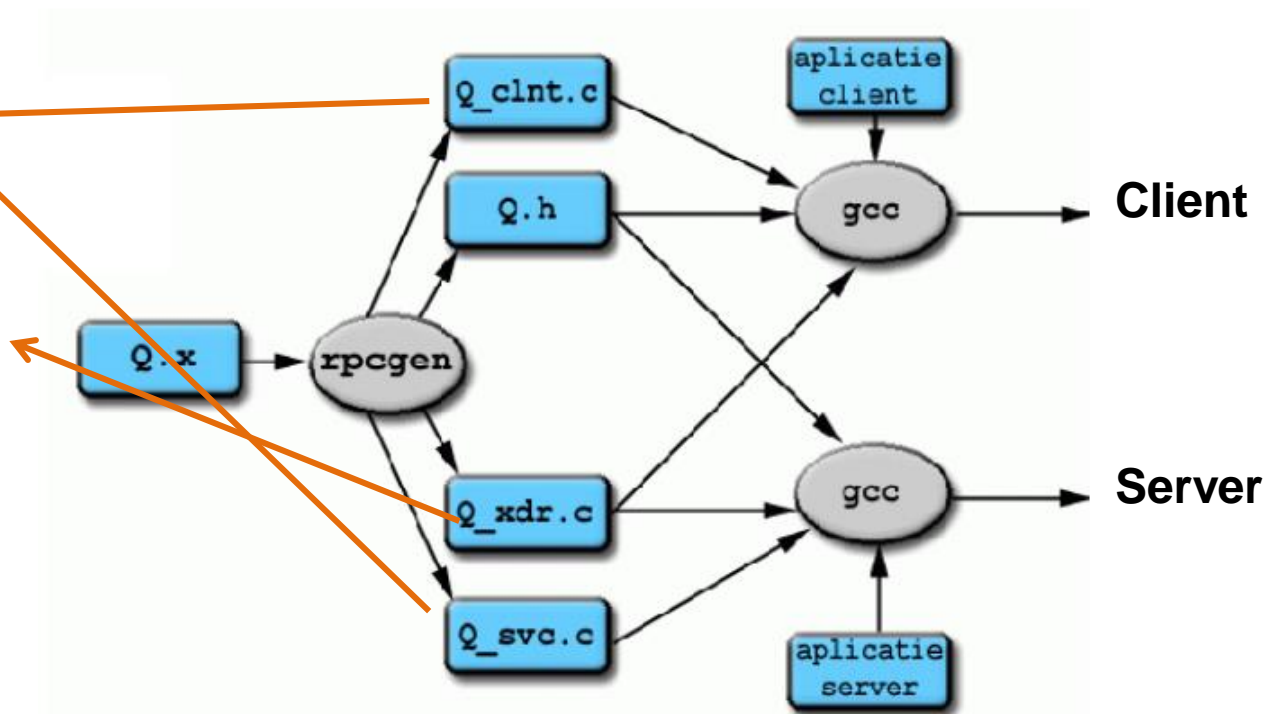 Q_clnt.c
aplicatie
client
Q.h
gcc
Client
Q.x
rpcgen
Q_xdr.c
gcc
Server
Q_svc.c
aplicatie
server